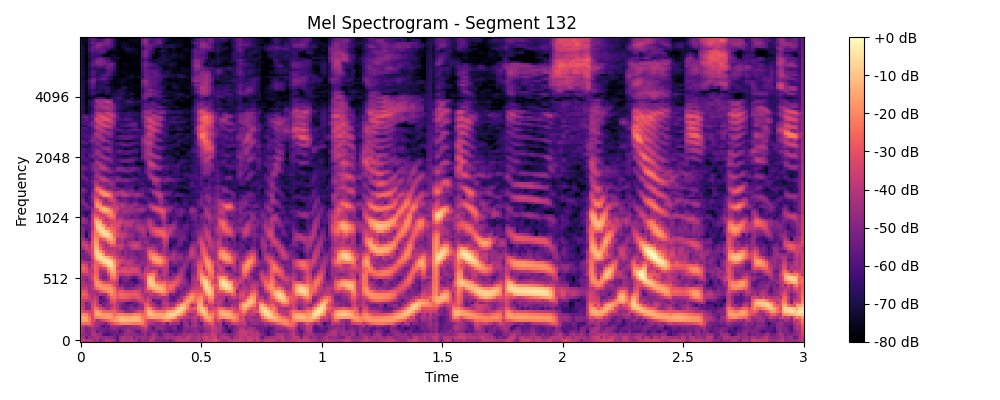 Mel Spectrogram - Segment 132
Frequency
4096
2048
1024
512
0
0 0.5 1 1.5 2 2.5 3
Time
+0 dB
-10 dB
-20 dB
-30 dB
-40 dB
-50 dB
-60 dB
-70 dB
-80 dB